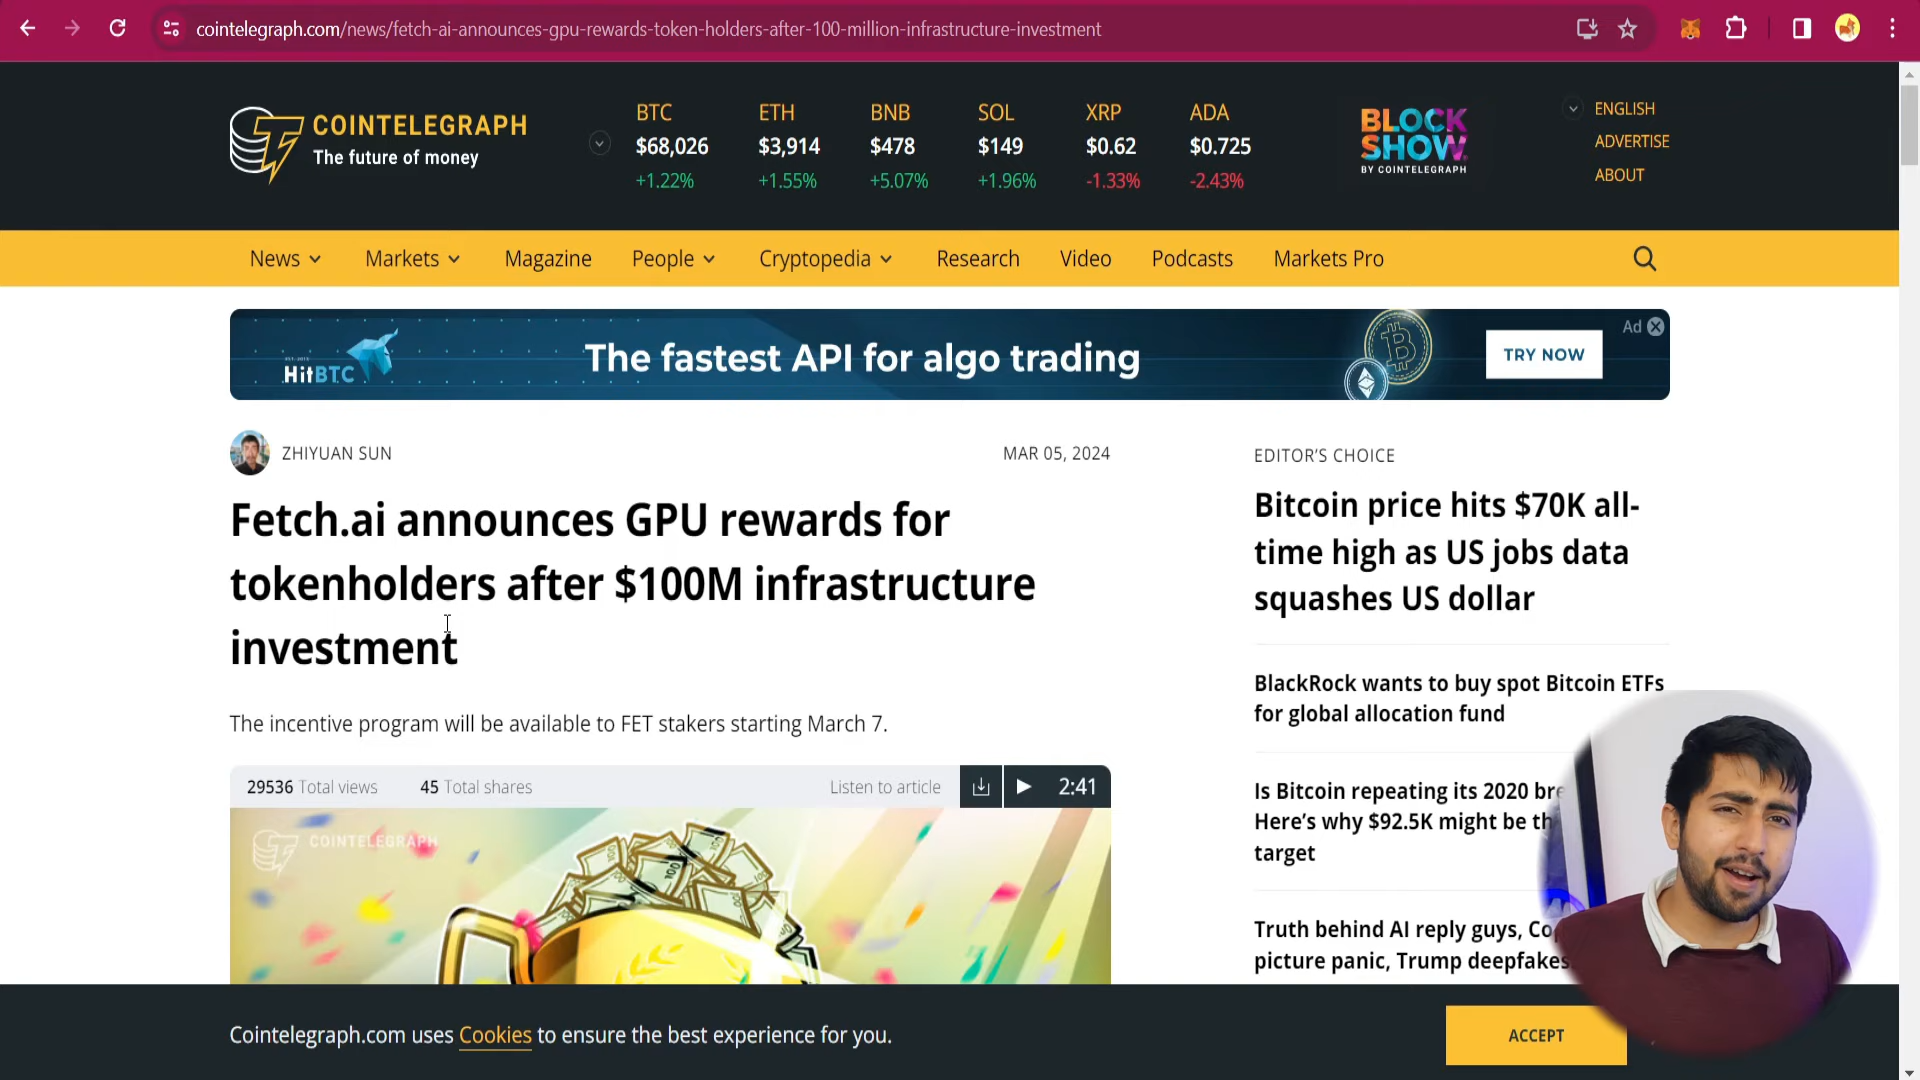 cointelegraph.com/news/fetch-ai-announces-gpu-rewards-token-holders-after-100-million-infrastructure-investment
COINTELEGRAPH
The future of money
BTC ETH BNB SOL XRP ADA
$68,026 $3,914 $478 $149 $0.62 $0.725
+1.22% +1.55% +5.07% +1.96% -1.33% -2.43%
BLOCK
SHOW
BY COINTELEGRAPH
ENGLISH
ADVERTISE
ABOUT
News Markets Magazine People Cryptopedia Research Video Podcasts Markets Pro
HitBTC
The fastest API for algo trading
TRY NOW
Ad
ZHIYUAN SUN
MAR 05, 2024
Fetch.ai announces GPU rewards for
tokenholders after $100M infrastructure
investment
The incentive program will be available to FET stakers starting March 7.
29536 Total views 45 Total shares Listen to article 2:41
COINTELEGRAPH
EDITOR'S CHOICE
Bitcoin price hits $70K all-
time high as US jobs data
squashes US dollar
BlackRock wants to buy spot Bitcoin ETFs
for global allocation fund
Is Bitcoin repeating its 2020
Here's why $92.5K might be
target
Truth behind AI reply guys,
picture panic, Trump deepfakes
Cointelegraph.com uses Cookies to ensure the best experience for you.
ACCEPT